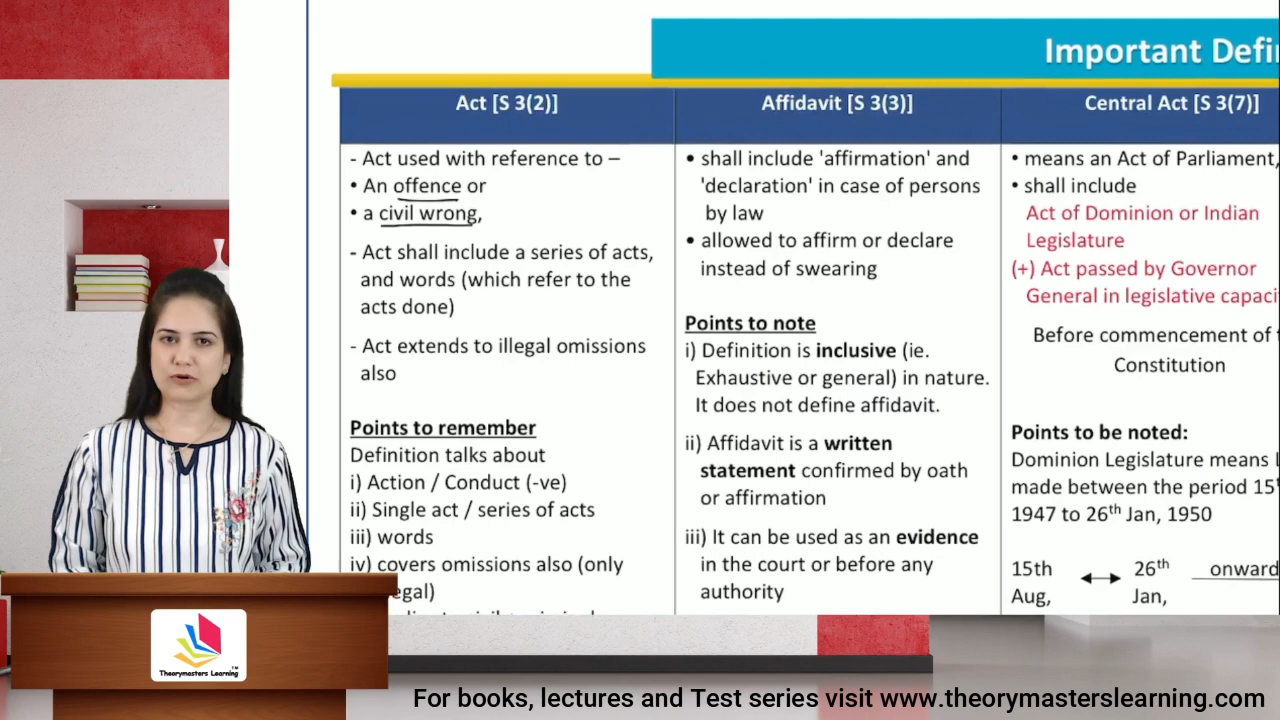 Important Defi
Act [S 3(2)]
- Act used with reference to –
• An offence or
• a civil wrong,
- Act shall include a series of acts,
and words (which refer to the
acts done)
- Act extends to illegal omissions
also
Points to remember
Definition talks about
i) Action / Conduct (-ve)
ii) Single act / series of acts
iii) words
iv) covers omissions also (only
egal)
Affidavit [S 3(3)]
• shall include 'affirmation' and
'declaration' in case of persons
by law
• allowed to affirm or declare
instead of swearing
Points to note
i) Definition is inclusive (ie.
Exhaustive or general) in nature.
It does not define affidavit.
ii) Affidavit is a written
statement confirmed by oath
or affirmation
iii) It can be used as an evidence
in the court or before any
authority
Central Act [S 3(7)]
• means an Act of Parliament,
• shall include
Act of Dominion or Indian
Legislature
(+) Act passed by Governor
General in legislative capaci
Before commencement of
Constitution
Points to be noted:
Dominion Legislature means
made between the period 15
1947 to 26th Jan, 1950
15th
Aug,
26th
Jan,
onward
Theorymasters Learning™
For books, lectures and Test series visit www.theorymasterslearning.com